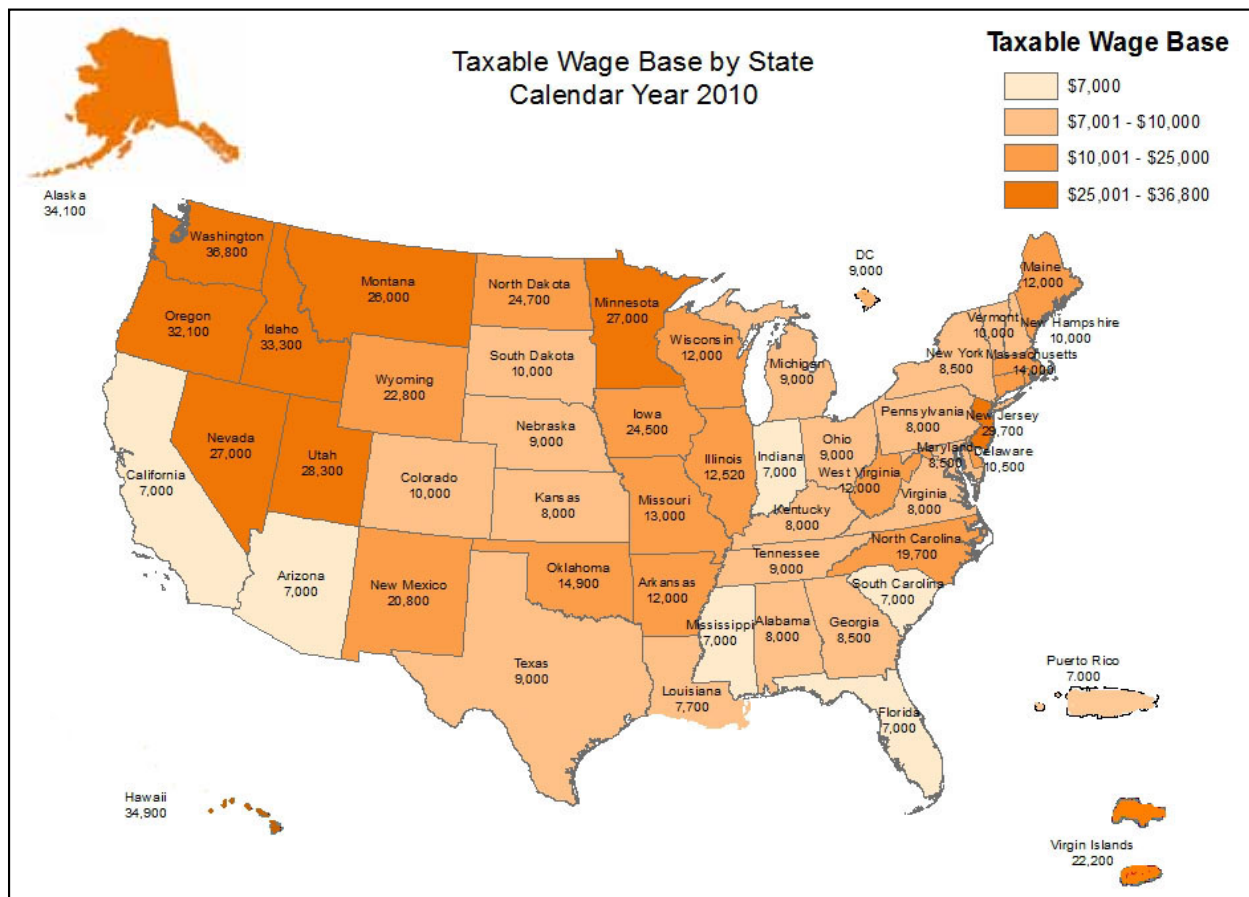 Taxable Wage Base by State
Calendar Year 2010
Taxable Wage Base
$7,000
$7,001 - $10,000
$10,001 - $25,000
$25,001 - $36,800
Alaska
34,100
Washington
36,800
Oregon
32,100
Idaho
33,300
Montana
26,000
North Dakota
24,700
Minnesota
27,000
Wisconsin
12,000
Michigan
9,000
DC
9,000
Maine
12,000
Vermont
10,000
New Hampshire
10,000
New York
8,500
Massachusetts
14,000
South Dakota
10,000
Wyoming
22,800
Nebraska
9,000
Iowa
24,500
Illinois
12,520
Indiana
7,000
Ohio
9,000
Pennsylvania
8,000
New Jersey
29,700
Maryland
8,500
Delaware
10,500
West Virginia
12,000
Virginia
8,000
Nevada
27,000
Utah
28,300
California
7,000
Colorado
10,000
Kansas
8,000
Missouri
13,000
Kentucky
8,000
North Carolina
19,700
Tennessee
9,000
South Carolina
7,000
Arizona
7,000
New Mexico
20,800
Oklahoma
14,900
Arkansas
12,000
Mississippi
7,000
Alabama
8,000
Georgia
8,500
Texas
9,000
Louisiana
7,700
Florida
7,000
Puerto Rico
7,000
Hawaii
34,900
Virgin Islands
22,200